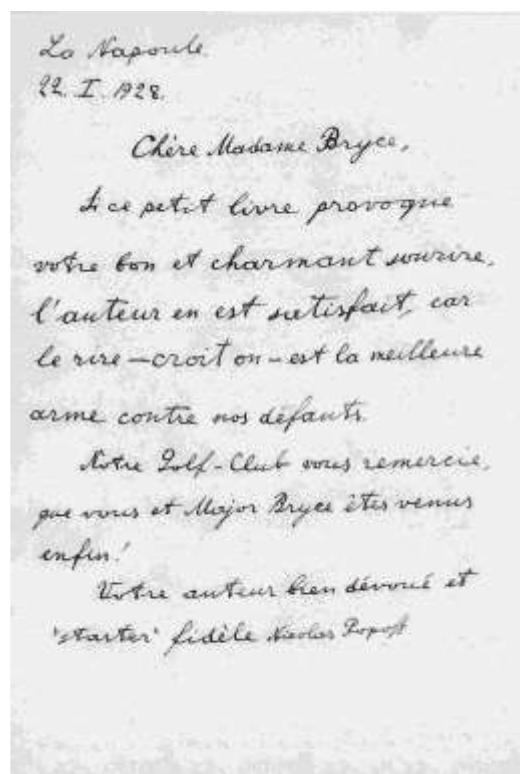 La Napoule
22. I. 1928.
Chère Madame Bryce,
Si ce petit livre provoque
votre bon et charmant sourire,
l'auteur en est satisfait, car
le rire — croit on — est la meilleure
arme contre nos défauts.
Notre Golf-Club vous remercie,
que vous et Major Bryce êtes venus
enfin!
Votre auteur bien dévoué et
'starter' fidèle Nicolas Popoff